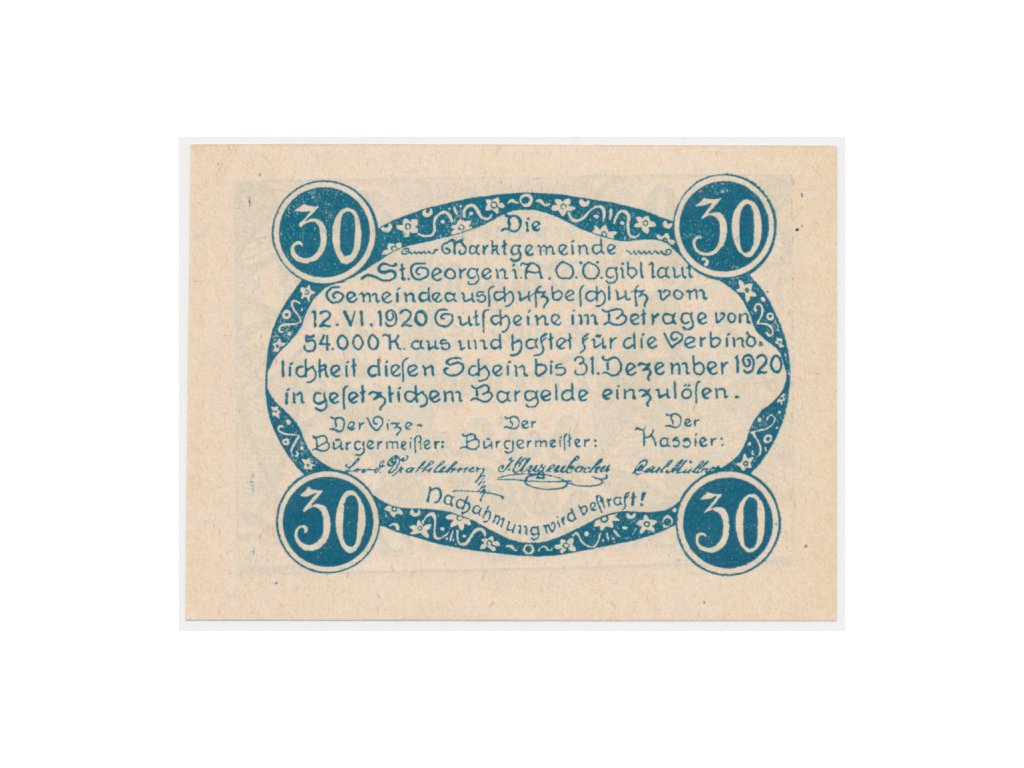 30 30
Die
Marktgemeinde
St. Georgen i. A. O.Ö. gibt laut
Gemeindeausschußbeschluß vom
12. VI. 1920 Gutscheine im Betrage von
54.000 K. aus und haftet für die Verbind-
lichkeit diesen Schein bis 31. Dezember 1920
in gesetzlichem Bargelde einzulösen.
Der Vize- Der Der
Bürgermeister: Bürgermeister: Kassier:
J. Anzenbacher
Nachahmung wird bestraft!
30 30